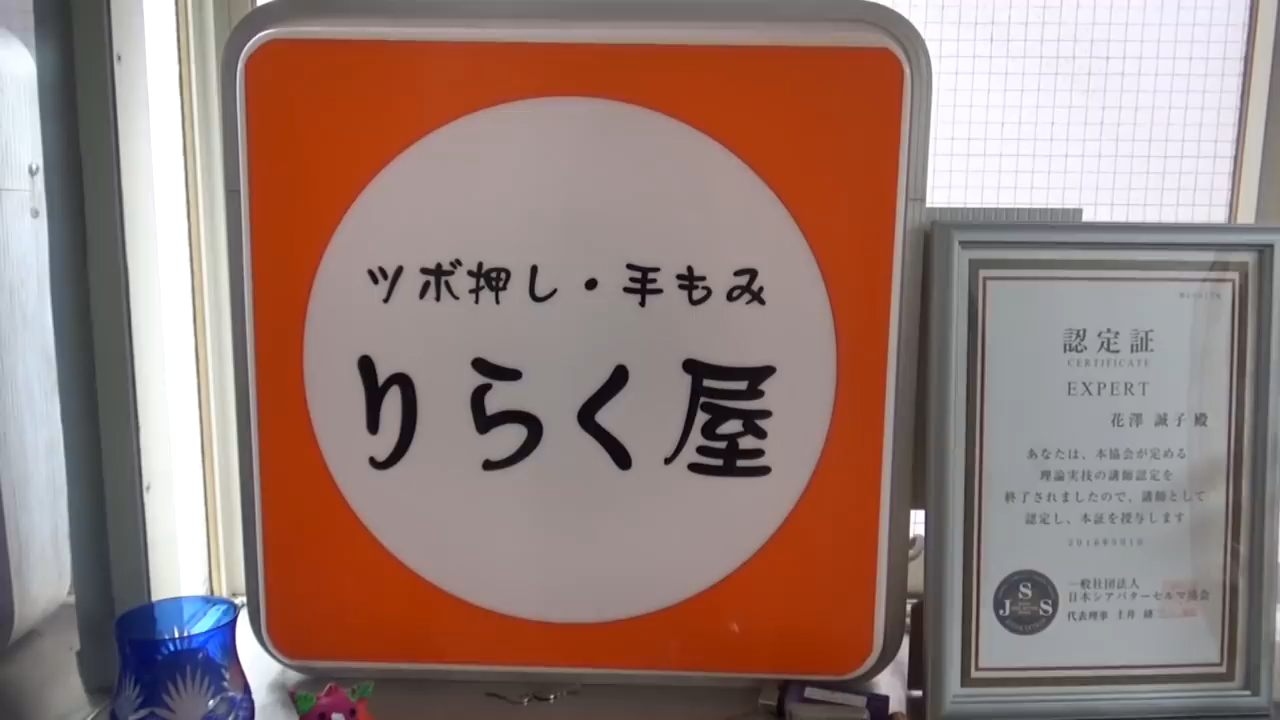 ツボ押し・手もみ
りらく屋
認定証
CERTIFICATE
EXPERT
花澤 誠子 殿
あなたは、本協会が定める
理論実技の講師認定を
終了されましたので、講師として
認定し、本証を授与します
一般社団法人
日本シアバターセルマ協会
代表理事
JSS